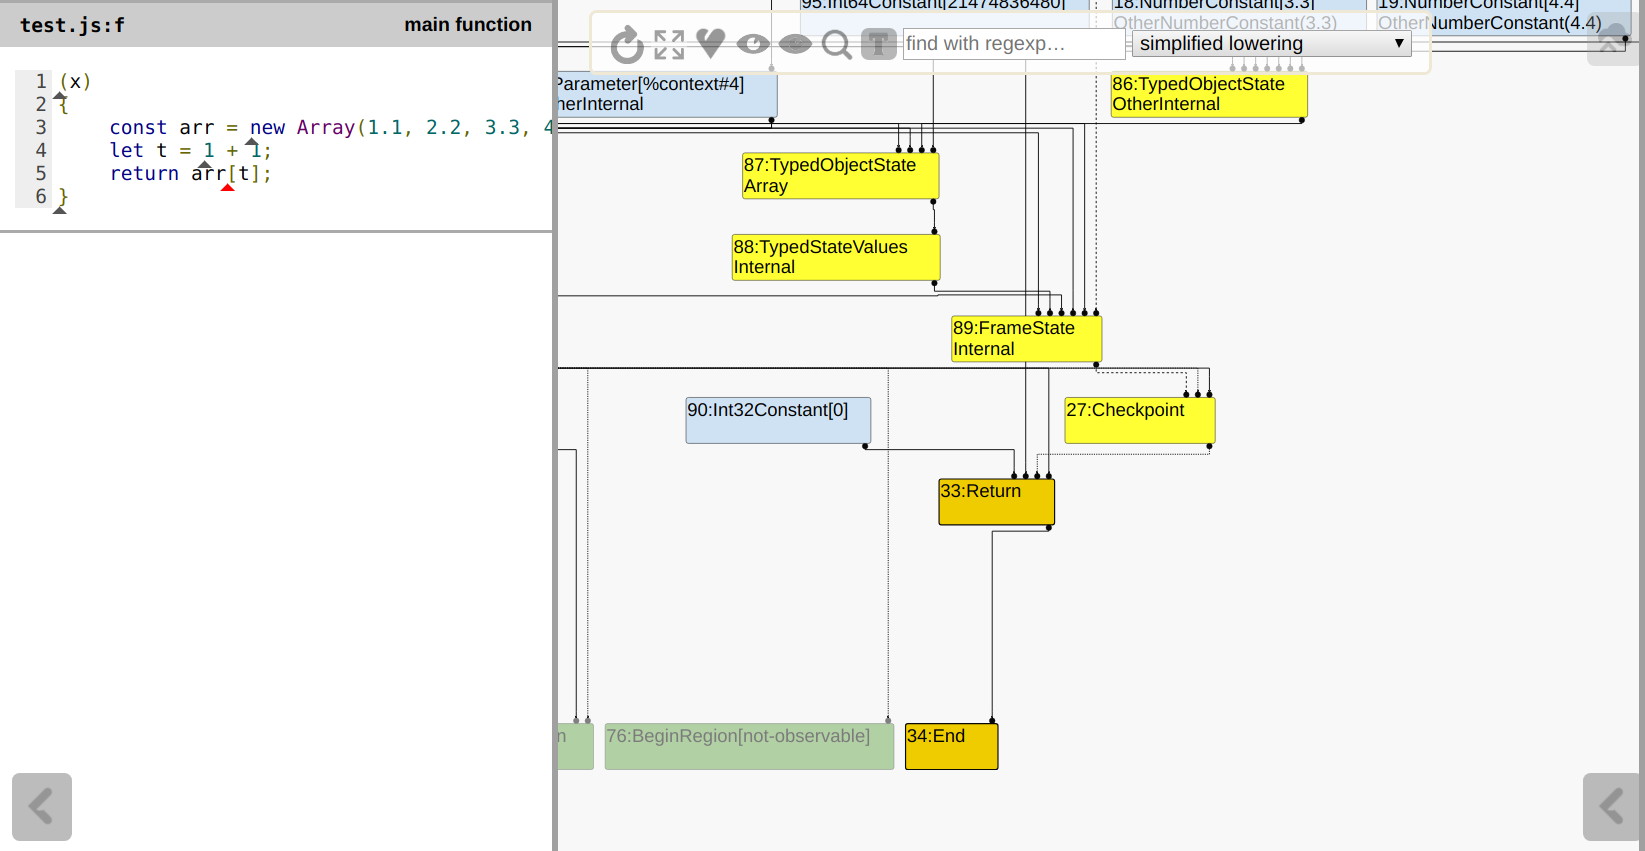 test.js:f main function
1 (x)
2 {
3 const arr = new Array(1.1, 2.2, 3.3, 4
4 let t = 1 + 1;
5 return arr[t];
6 }
95:Int64Constant[21474836480]
18:NumberConstant[3.3]
OtherNumberConstant(3.3)
19:NumberConstant[4.4]
OtherNumberConstant(4.4)
T find with regexp... simplified lowering
Parameter[%context#4]
herInternal
86:TypedObjectState
OtherInternal
87:TypedObjectState
Array
88:TypedStateValues
Internal
89:FrameState
Internal
90:Int32Constant[0]
27:Checkpoint
33:Return
n
76:BeginRegion[not-observable]
34:End